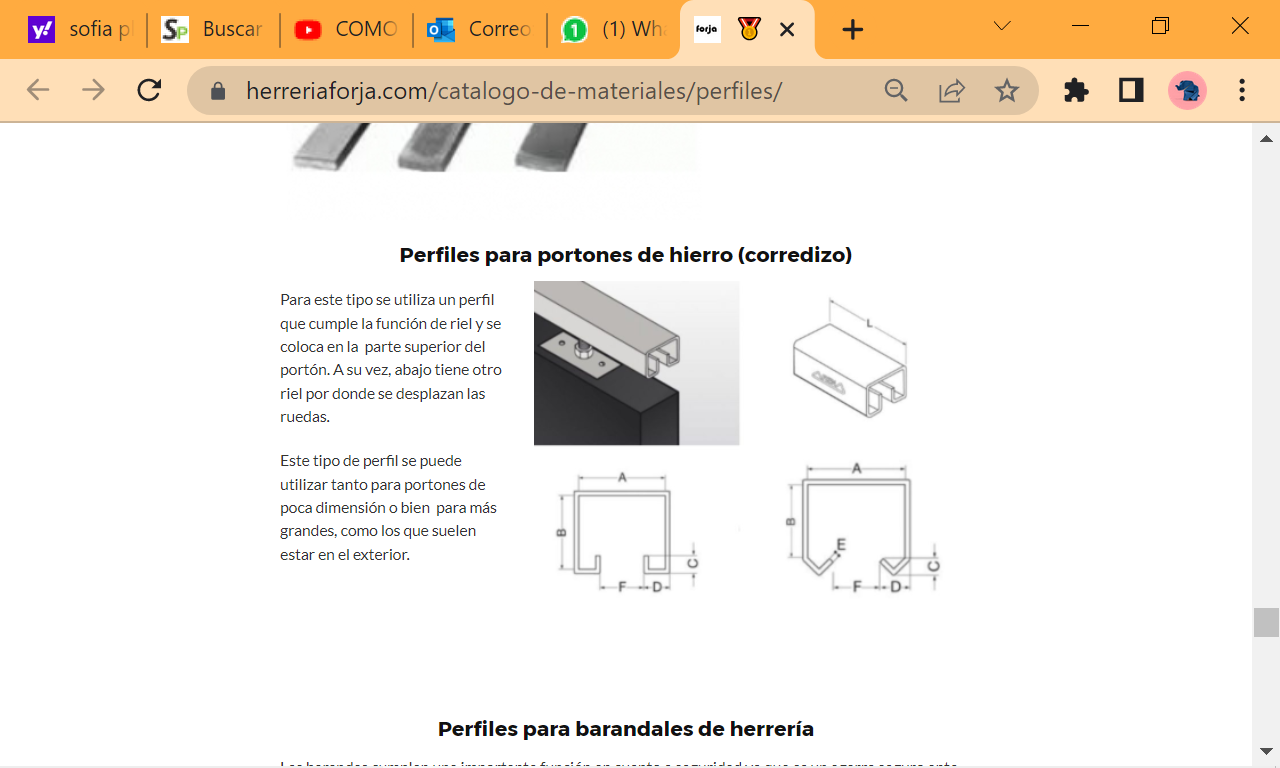 sofia pl
Buscar
COMO
Correo
1
(1) Wha
forja
herreriaforja.com/catalogo-de-materiales/perfiles/
Perfiles para portones de hierro (corredizo)
Para este tipo se utiliza un perfil
que cumple la función de riel y se
coloca en la parte superior del
portón. A su vez, abajo tiene otro
riel por donde se desplazan las
ruedas.
Este tipo de perfil se puede
utilizar tanto para portones de
poca dimensión o bien para más
grandes, como los que suelen
estar en el exterior.
L
A
B
C
F
D
A
B
E
C
F
D
Perfiles para barandales de herrería